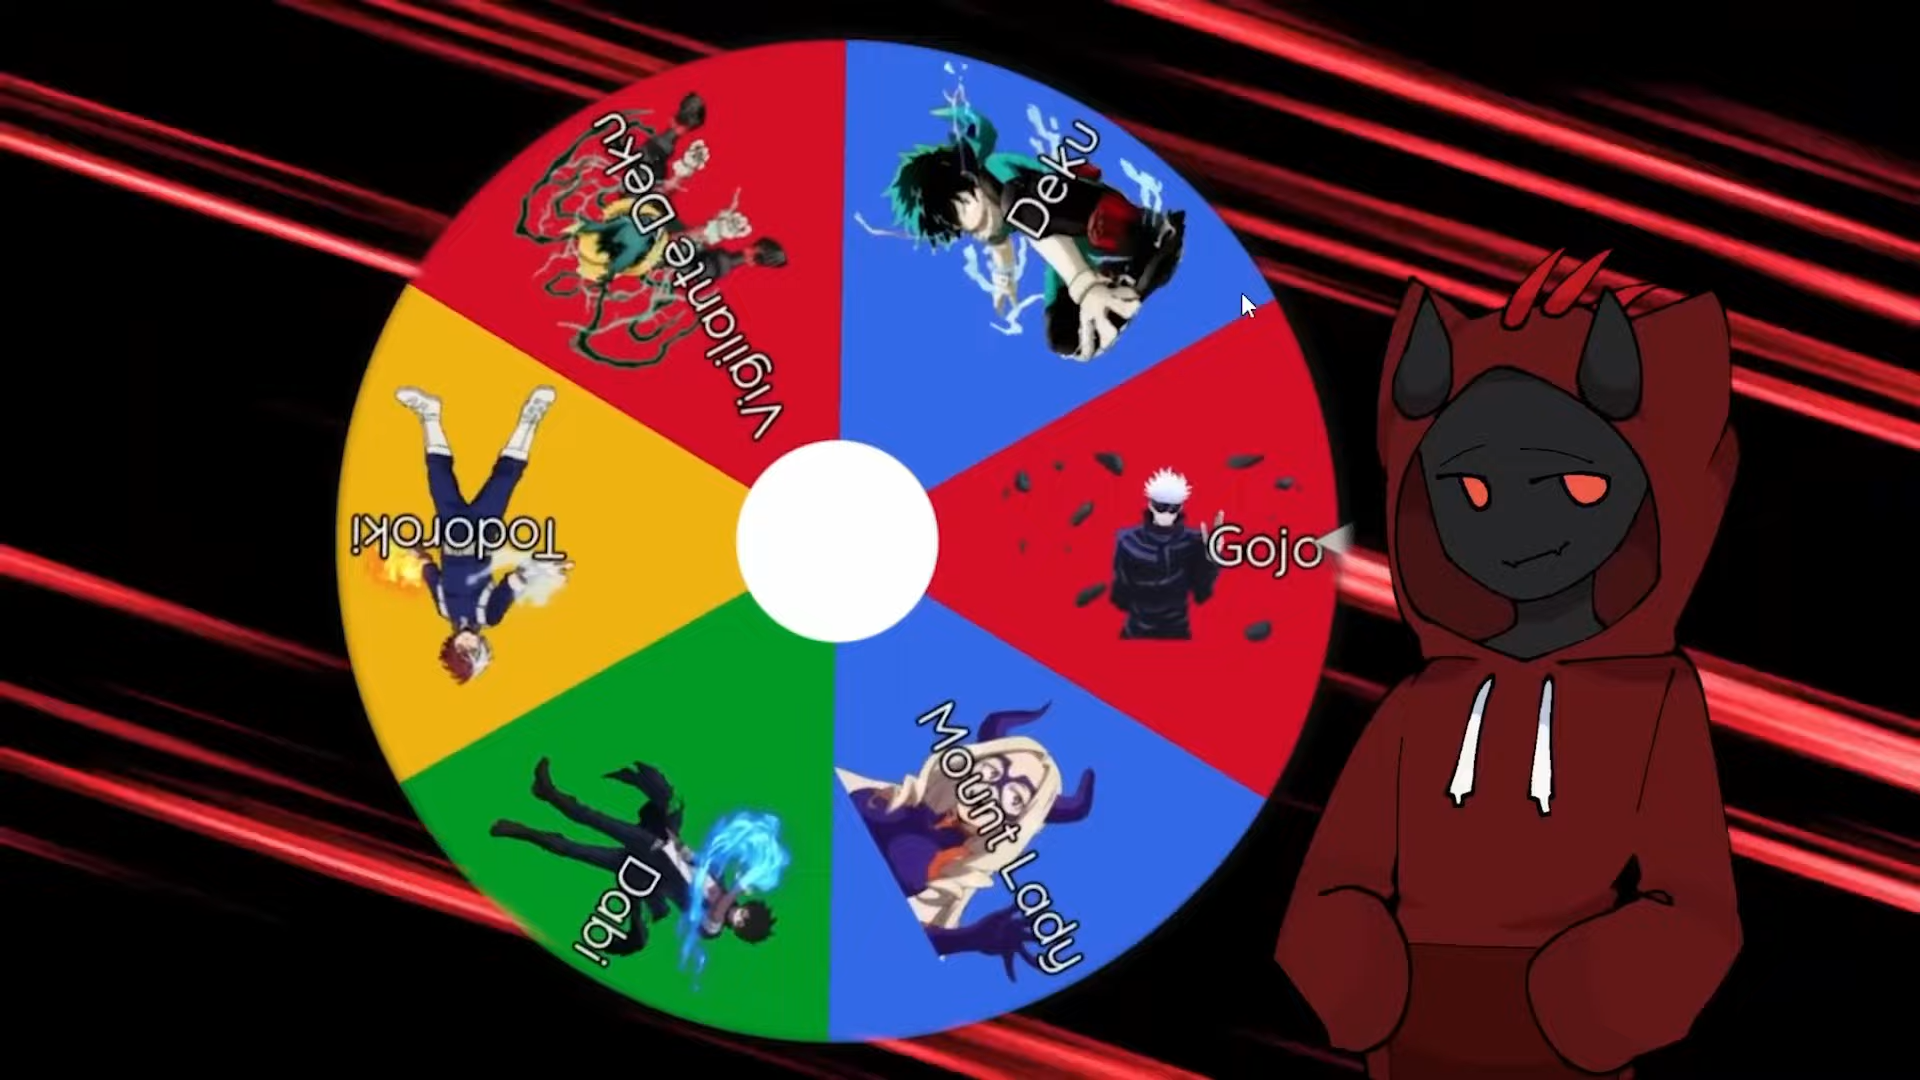 Vigilante Deku
Deku
Todoroki
Gojo
Dabi
Mount Lady